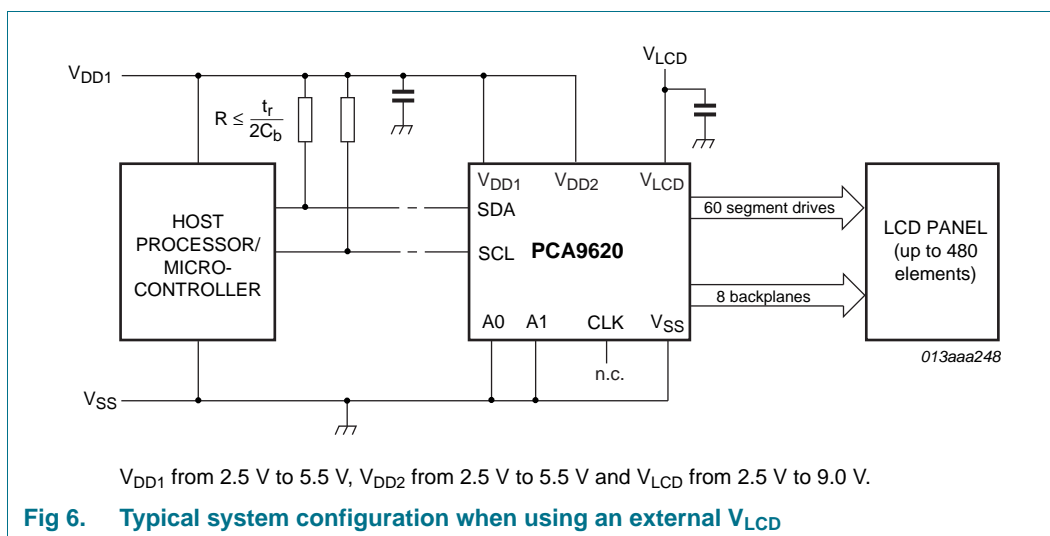 VLCD
VDD1
R ≤ tr
2Cb
VDD1 VDD2 VLCD
SDA
60 segment drives
HOST
PROCESSOR/
MICRO-
CONTROLLER
SCL PCA9620
LCD PANEL
(up to 480
elements)
8 backplanes
A0 A1 CLK VSS
n.c.
013aaa248
VSS
VDD1 from 2.5 V to 5.5 V, VDD2 from 2.5 V to 5.5 V and VLCD from 2.5 V to 9.0 V.
Fig 6. Typical system configuration when using an external VLCD